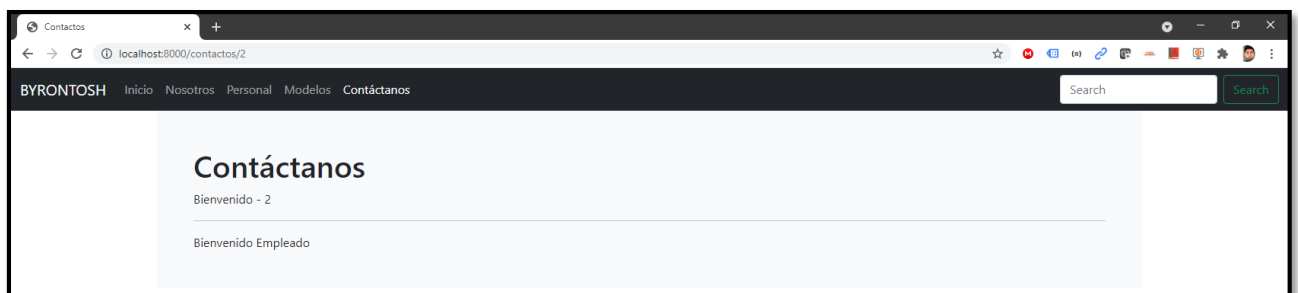 Contactos
localhost:8000/contactos/2
BYRONTOSH Inicio Nosotros Personal Modelos Contáctanos Search Search
Contáctanos
Bienvenido - 2
Bienvenido Empleado